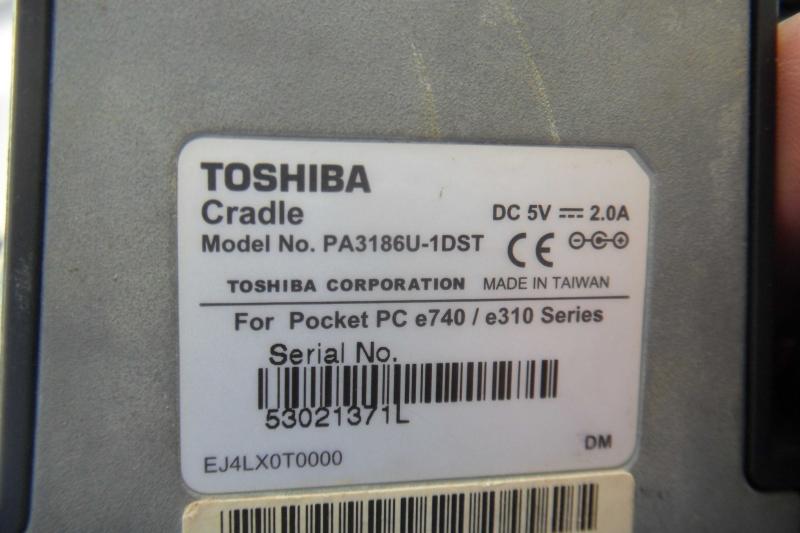 TOSHIBA
Cradle
DC 5V ⎓ 2.0A
Model No. PA3186U-1DST
CE
TOSHIBA CORPORATION MADE IN TAIWAN
For Pocket PC e740 / e310 Series
Serial No.
53021371L
DM
EJ4LX0T0000